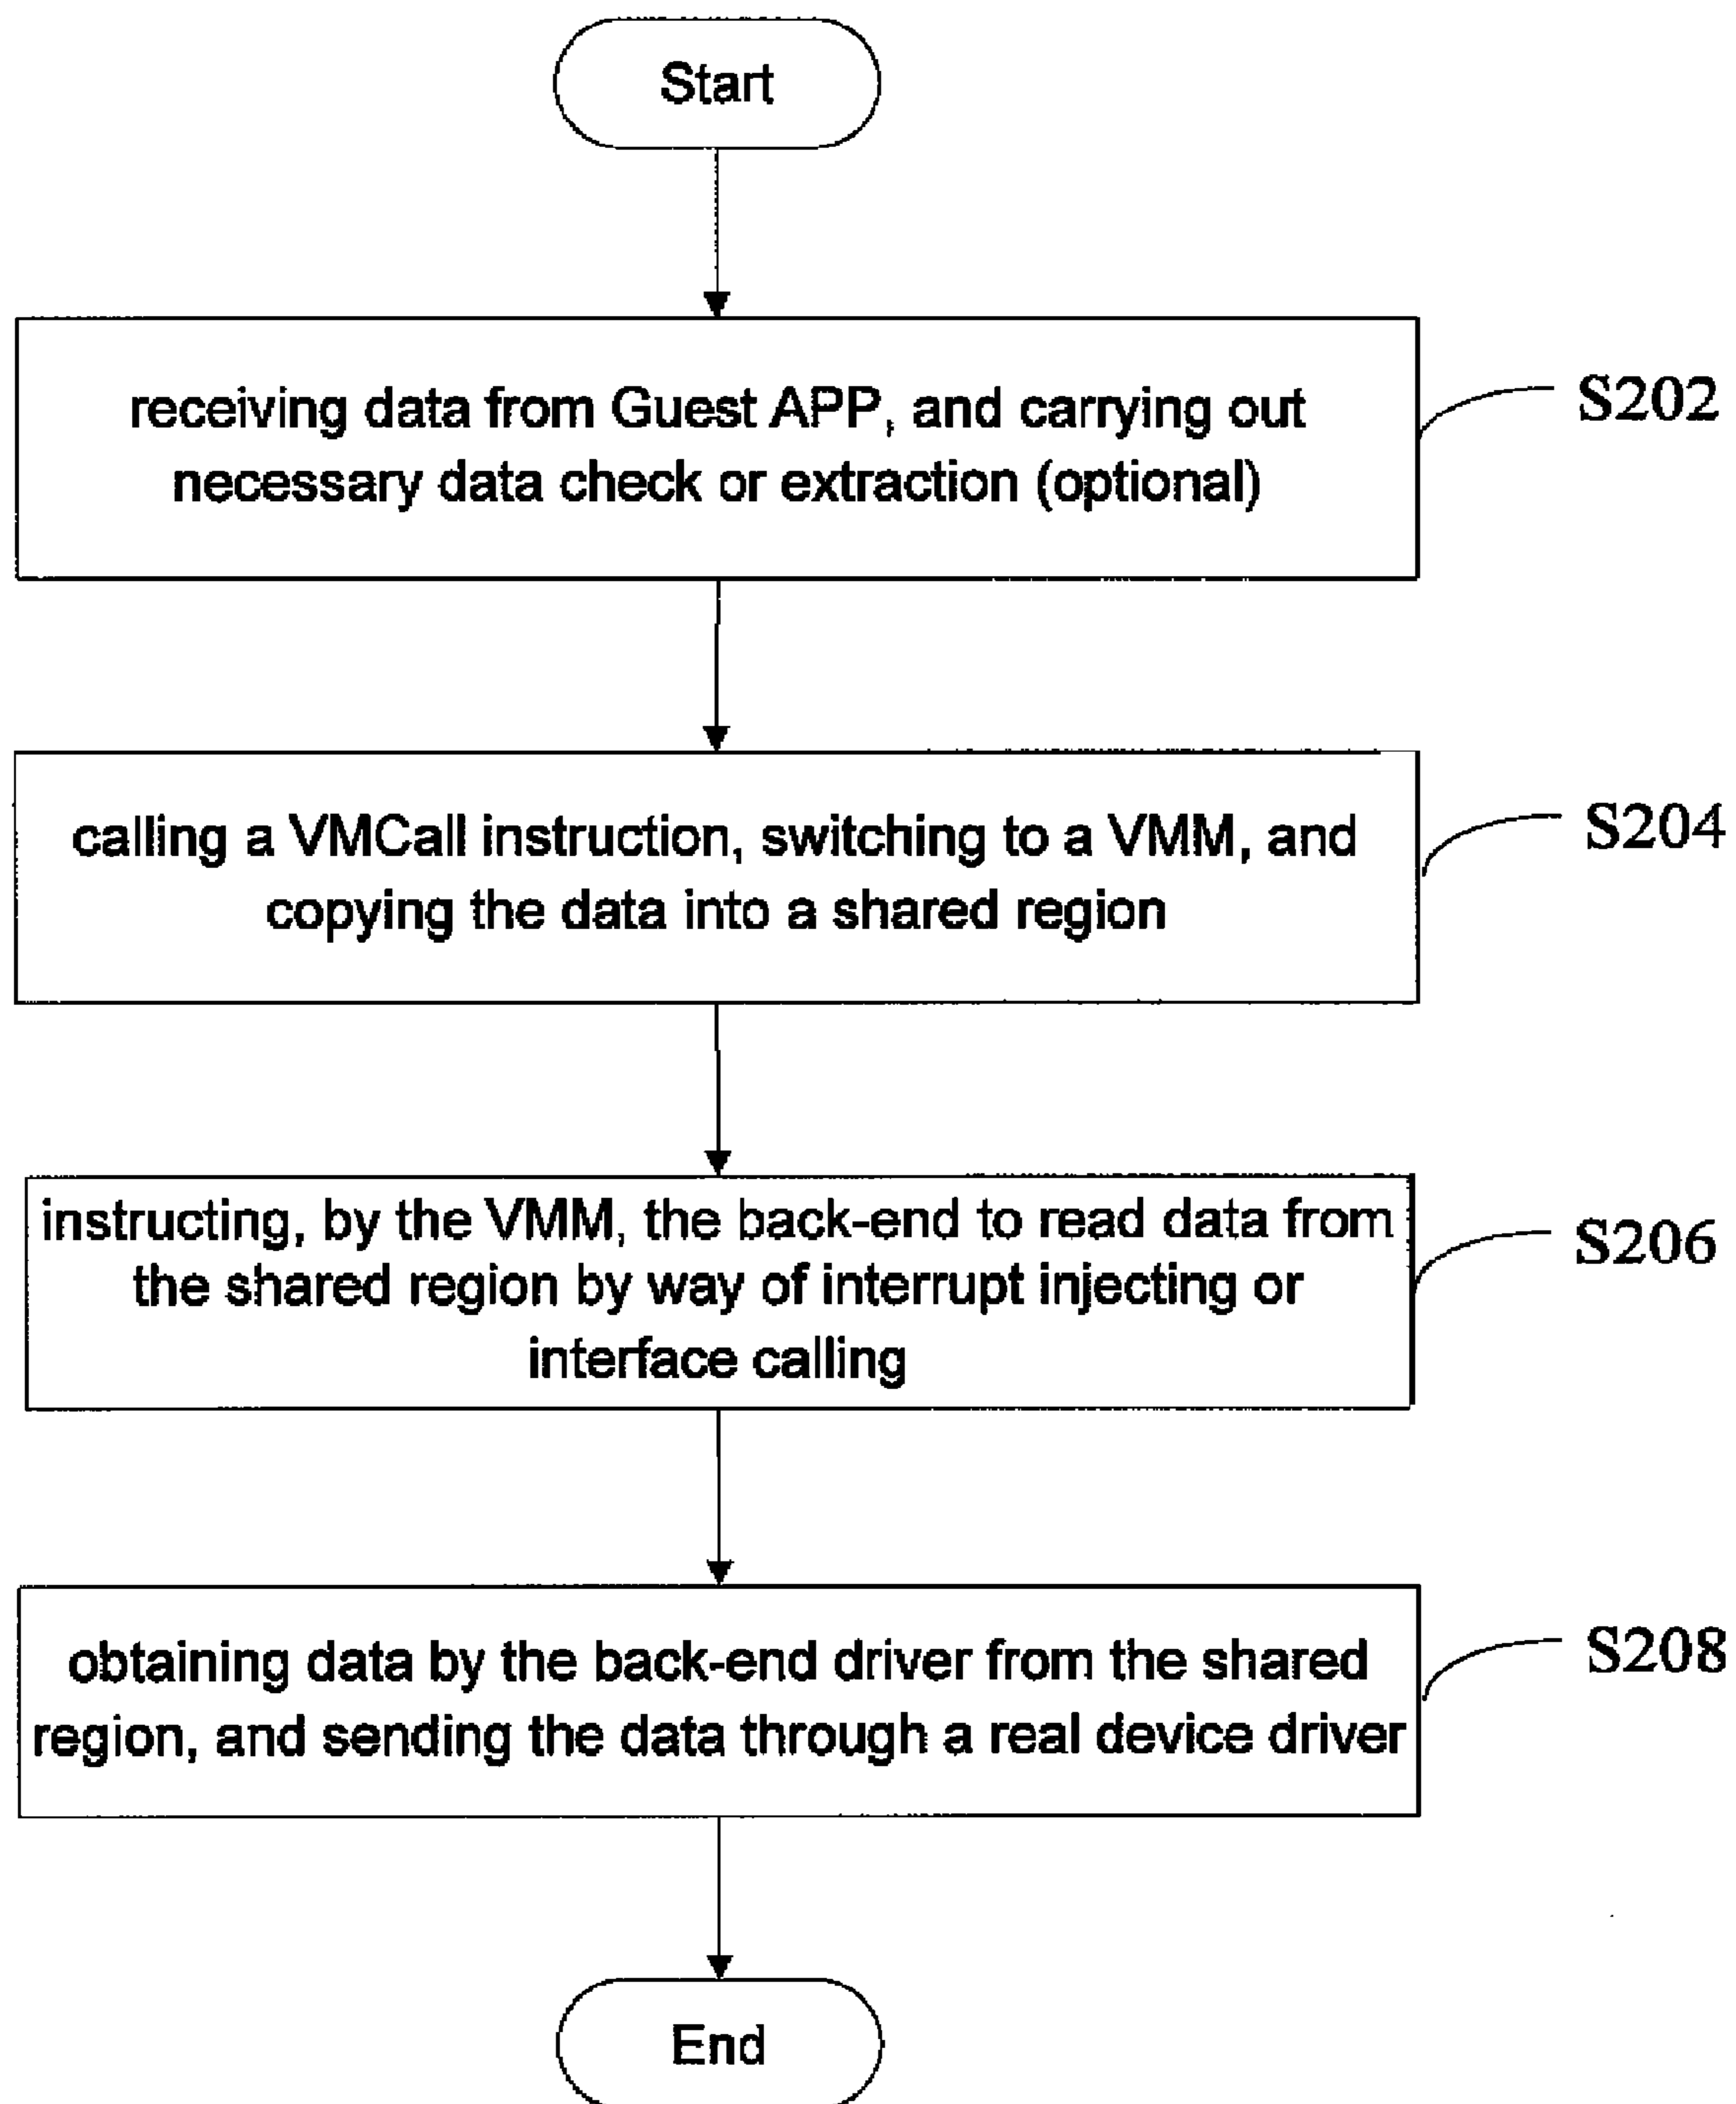 Start
receiving data from Guest APP, and carrying out
necessary data check or extraction (optional)
S202
calling a VMCall instruction, switching to a VMM, and
copying the data into a shared region
S204
instructing, by the VMM, the back-end to read data from
the shared region by way of interrupt injecting or
interface calling
S206
obtaining data by the back-end driver from the shared
region, and sending the data through a real device driver
S208
End